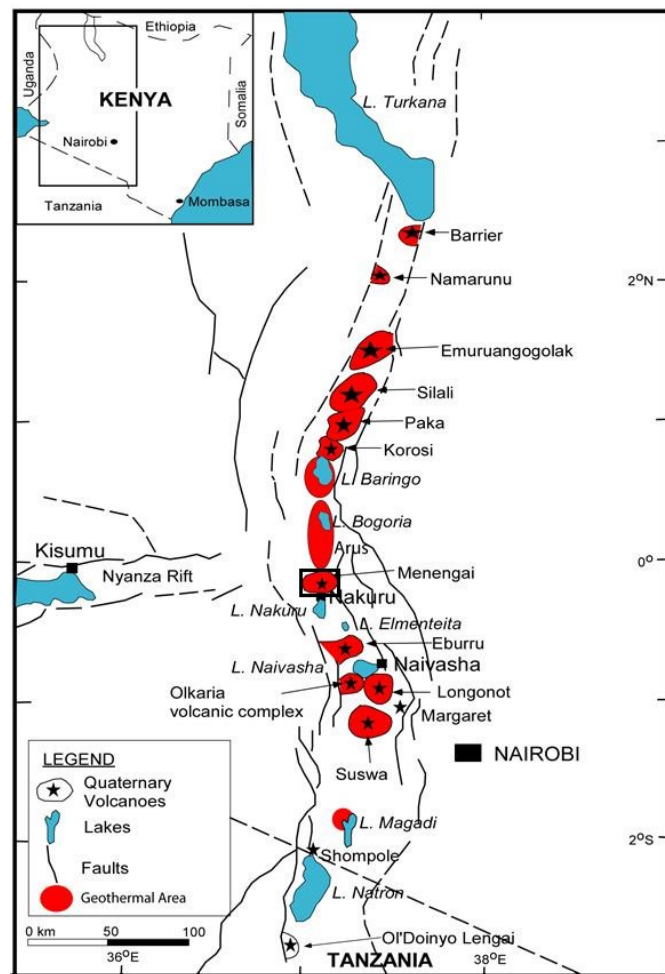 Ethiopia
Uganda
KENYA
Somalia
Nairobi
Tanzania
Mombasa
L. Turkana
Barrier
2°N
Namarunu
Emuruangogolak
Silali
Paka
Korosi
L. Baringo
L. Bogoria
Arus
Kisumu
0°
Nyanza Rift
Menengai
Nakuru
L. Nakuru
L. Elmenteita
Eburru
L. Naivasha
Naivasha
Olkaria
volcanic complex
Longonot
Margaret
NAIROBI
Suswa
LEGEND
Quaternary
Volcanoes
Lakes
Faults
Geothermal Area
L. Magadi
2°S
Shompole
L. Natron
0 km 50 100
Ol'Doinyo Lengai
36°E
TANZANIA
38°E